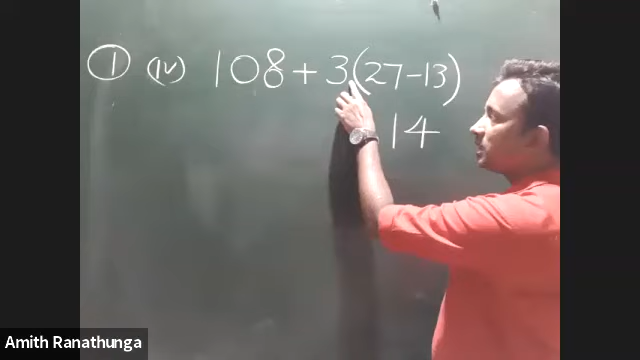 ① (iv) 108 + 3(27 - 13)
14
Amith Ranathunga